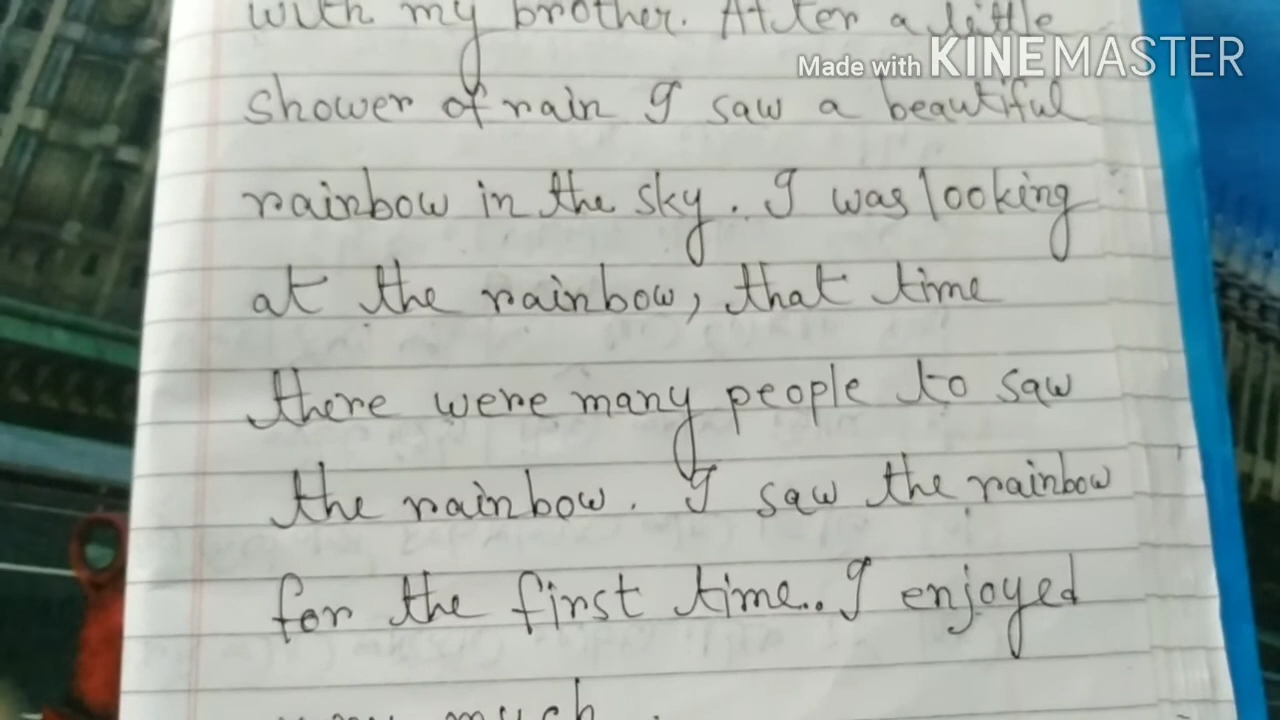 with my brother. After a little
Made with KINEMASTER
shower of rain I saw a beautiful
rainbow in the sky. I was looking
at the rainbow, that time
there were many people to saw
the rainbow. I saw the rainbow
for the first time.. I enjoyed
very much.